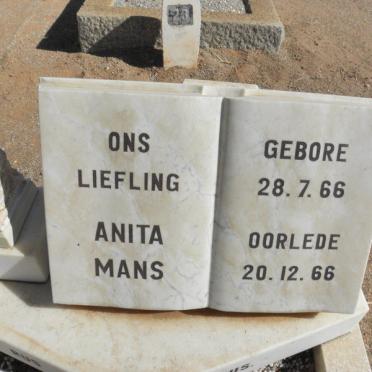 ONS
LIEFLING
ANITA
MANS
GEBORE
28.7.66
OORLEDE
20.12.66